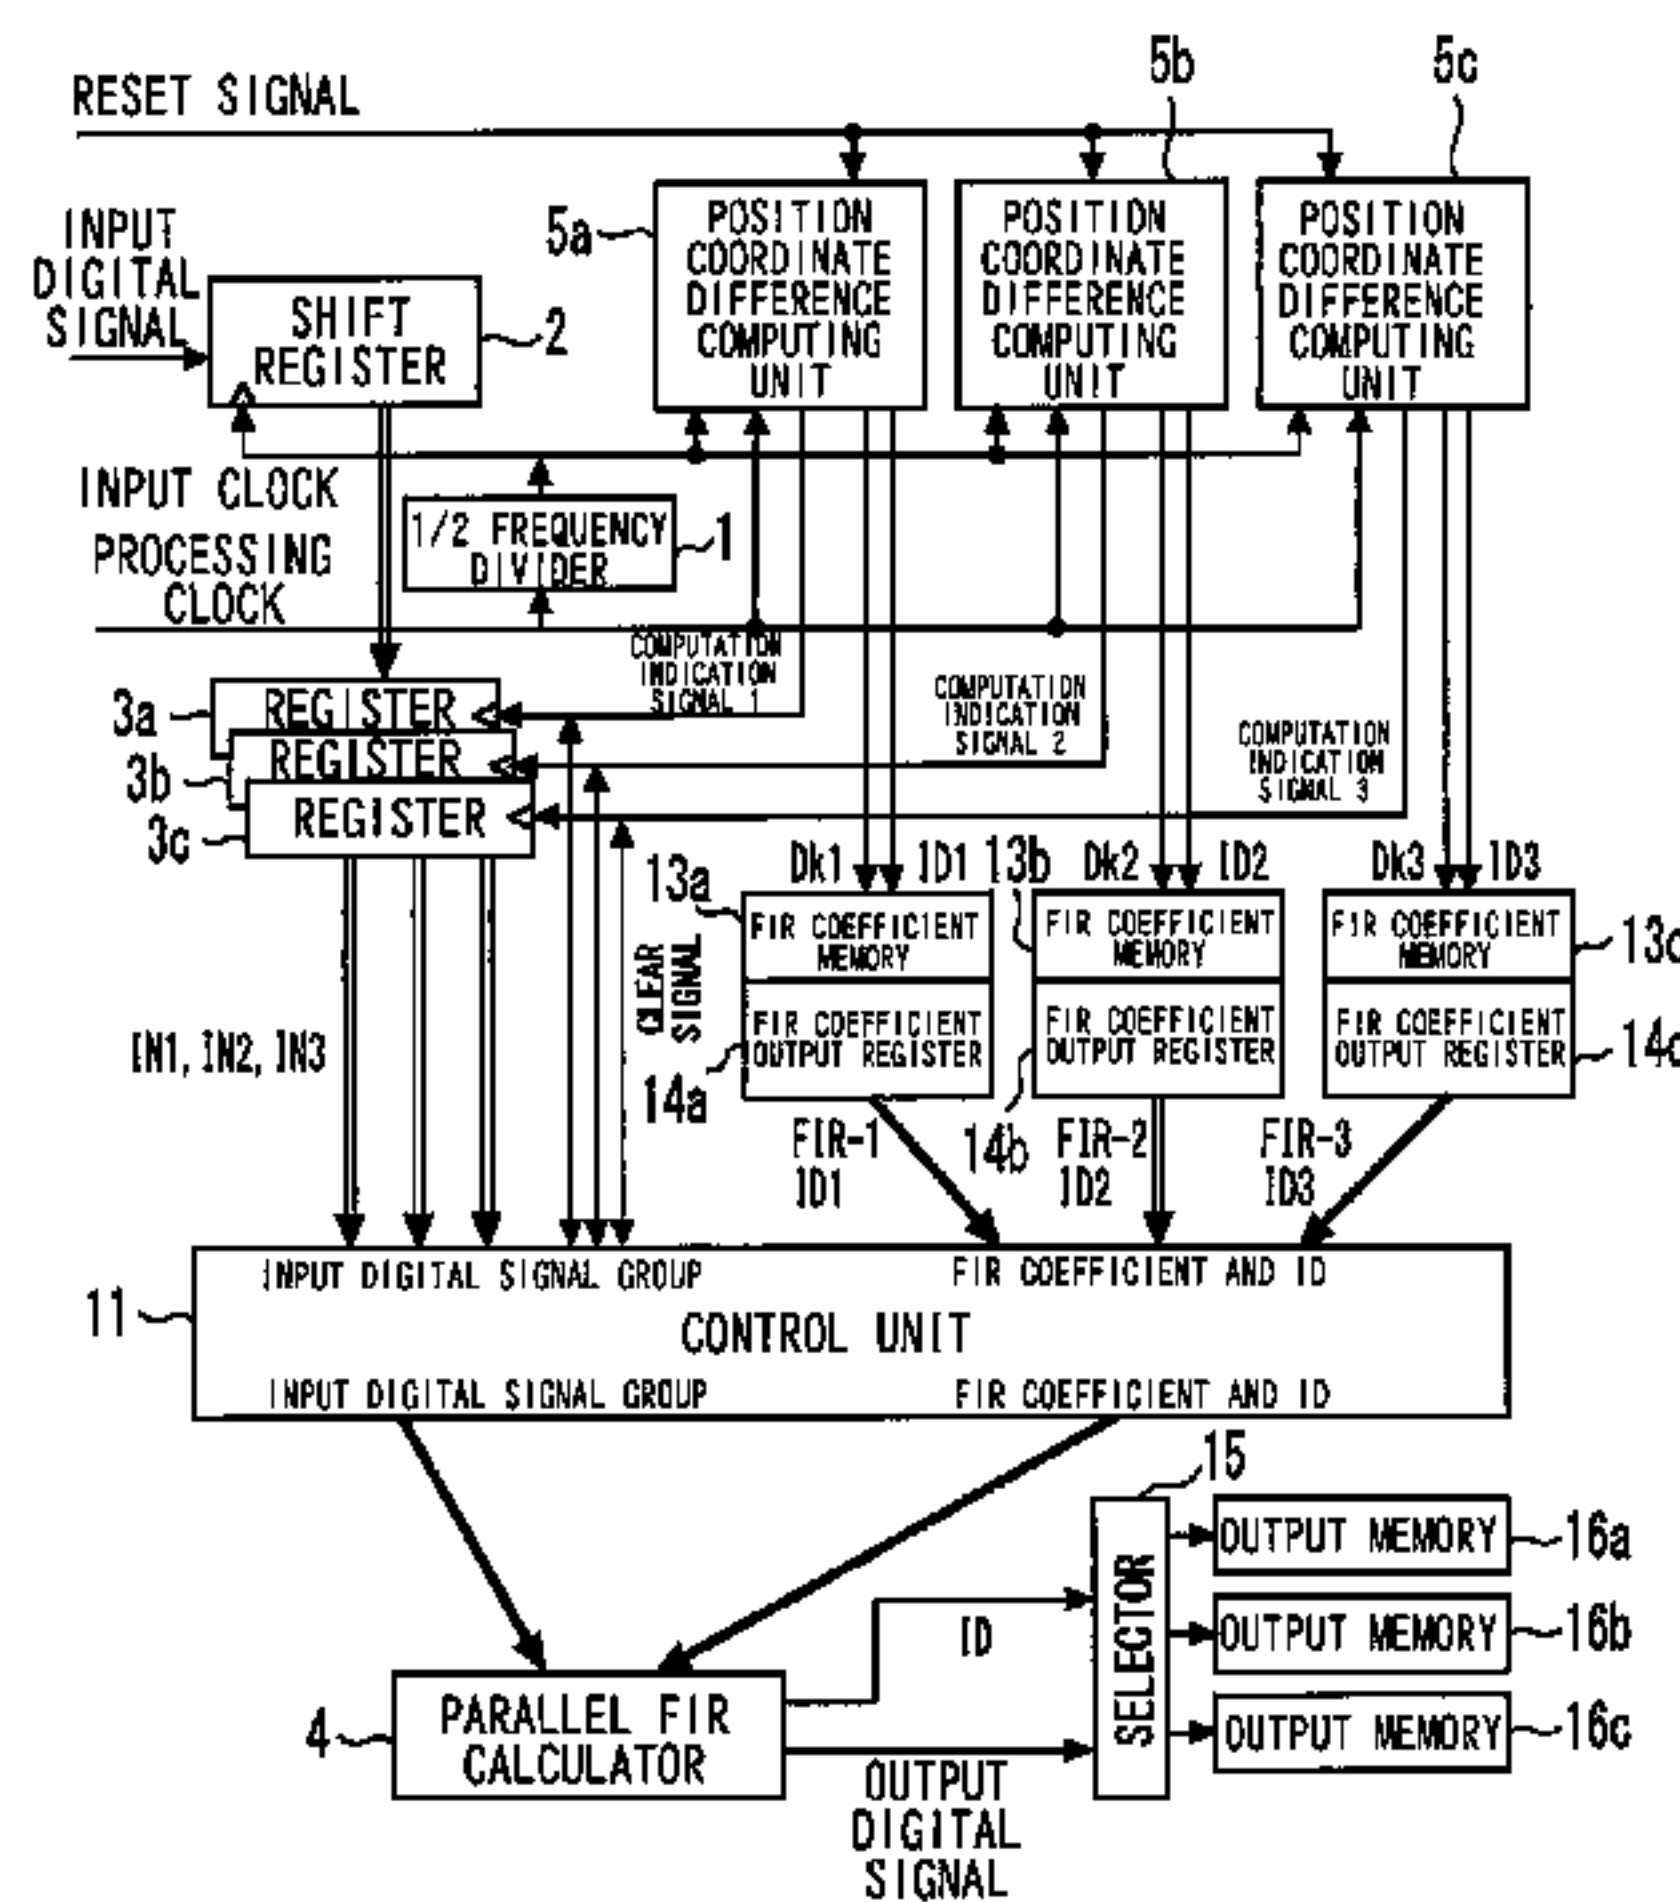 RESET SIGNAL
5b
5c
INPUT
DIGITAL
SIGNAL
5a
POSITION
COORDINATE
DIFFERENCE
COMPUTING
UNIT
POSITION
COORDINATE
DIFFERENCE
COMPUTING
UNIT
POSITION
COORDINATE
DIFFERENCE
COMPUTING
UNIT
SHIFT
REGISTER
2
INPUT CLOCK
PROCESSING
CLOCK
1/2 FREQUENCY
DIVIDER
1
COMPUTATION
INDICATION
SIGNAL 1
COMPUTATION
INDICATION
SIGNAL 2
COMPUTATION
INDICATION
SIGNAL 3
3a
REGISTER
3b
REGISTER
3c
REGISTER
13a
Dk1
ID1
13b
Dk2
ID2
Dk3
ID3
CLEAR
SIGNAL
FIR COEFFICIENT
MEMORY
FIR COEFFICIENT
MEMORY
FIR COEFFICIENT
MEMORY
13c
FIR COEFFICIENT
OUTPUT REGISTER
FIR COEFFICIENT
OUTPUT REGISTER
FIR COEFFICIENT
OUTPUT REGISTER
14c
IN1, IN2, IN3
14a
14b
FIR-1
ID1
FIR-2
ID2
FIR-3
ID3
11
INPUT DIGITAL SIGNAL GROUP
FIR COEFFICIENT AND ID
CONTROL UNIT
INPUT DIGITAL SIGNAL GROUP
FIR COEFFICIENT AND ID
15
SELECTOR
OUTPUT MEMORY
16a
OUTPUT MEMORY
16b
OUTPUT MEMORY
16c
ID
4
PARALLEL FIR
CALCULATOR
OUTPUT
DIGITAL
SIGNAL